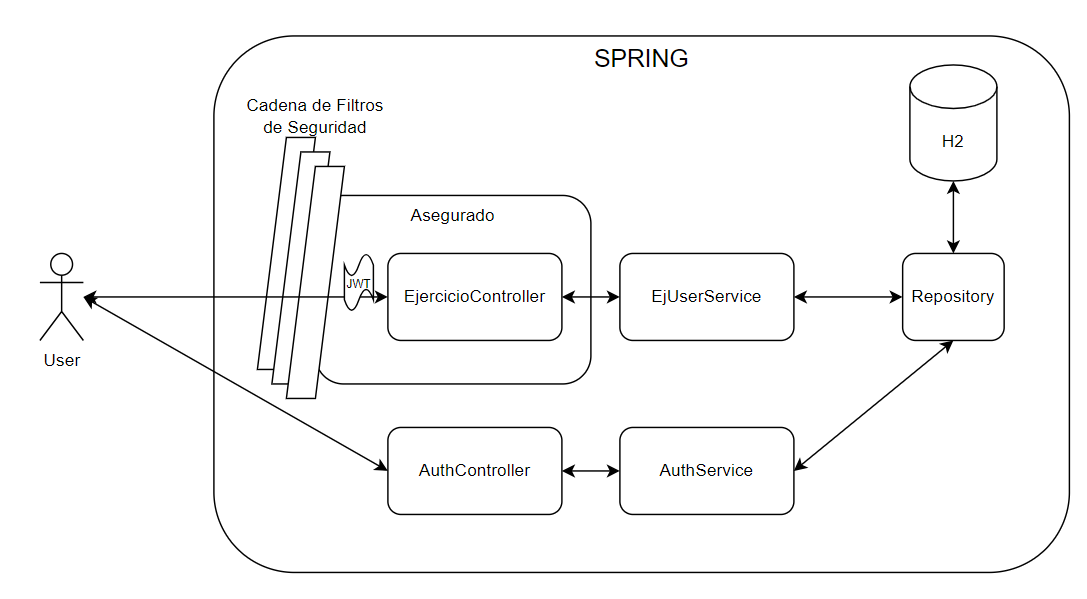 SPRING
Cadena de Filtros
de Seguridad
H2
Asegurado
JWT
EjercicioController
EjUserService
Repository
User
AuthController
AuthService